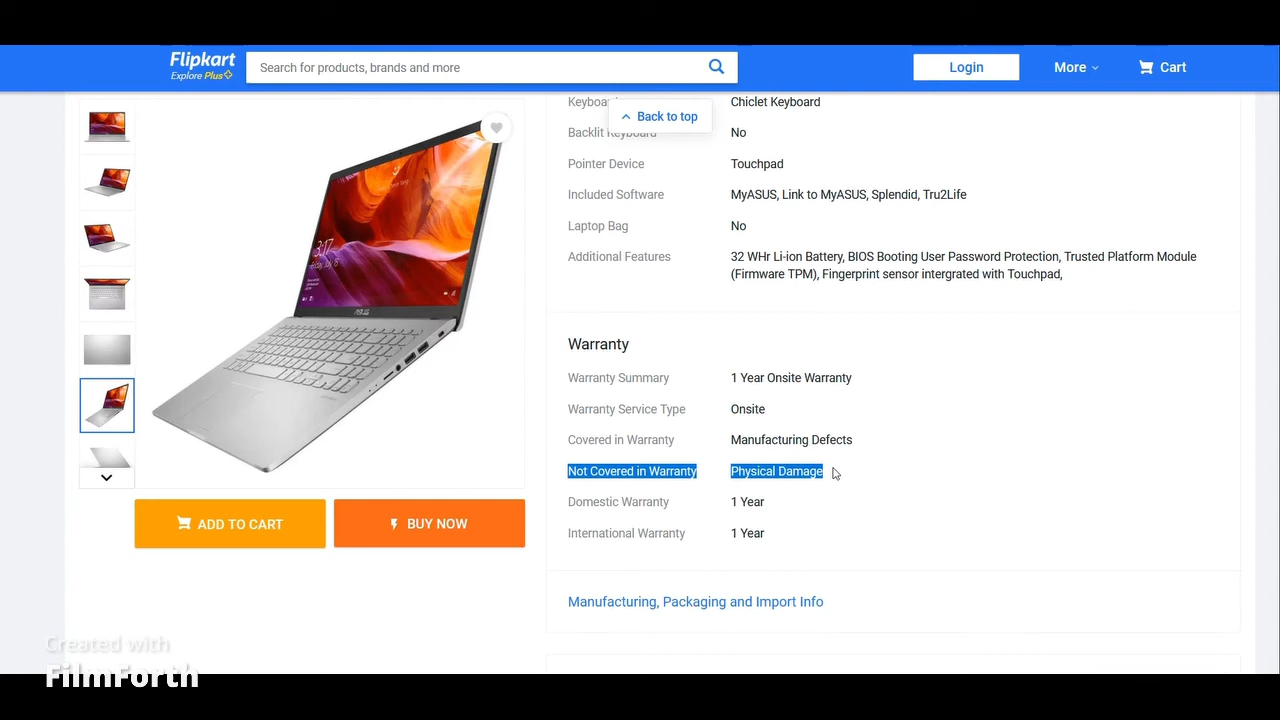 Flipkart
Explore Plus
Search for products, brands and more
Login
More
Cart
Back to top
Keyboard
Chiclet Keyboard
Backlit Keyboard
No
Pointer Device
Touchpad
Included Software
MyASUS, Link to MyASUS, Splendid, Tru2Life
Laptop Bag
No
Additional Features
32 WHr Li-ion Battery, BIOS Booting User Password Protection, Trusted Platform Module
(Firmware TPM), Fingerprint sensor intergrated with Touchpad,
3:17
ASUS
Warranty
Warranty Summary
1 Year Onsite Warranty
Warranty Service Type
Onsite
Covered in Warranty
Manufacturing Defects
Not Covered in Warranty
Physical Damage
Domestic Warranty
1 Year
International Warranty
1 Year
ADD TO CART
BUY NOW
Manufacturing, Packaging and Import Info
Created with
FilmForth